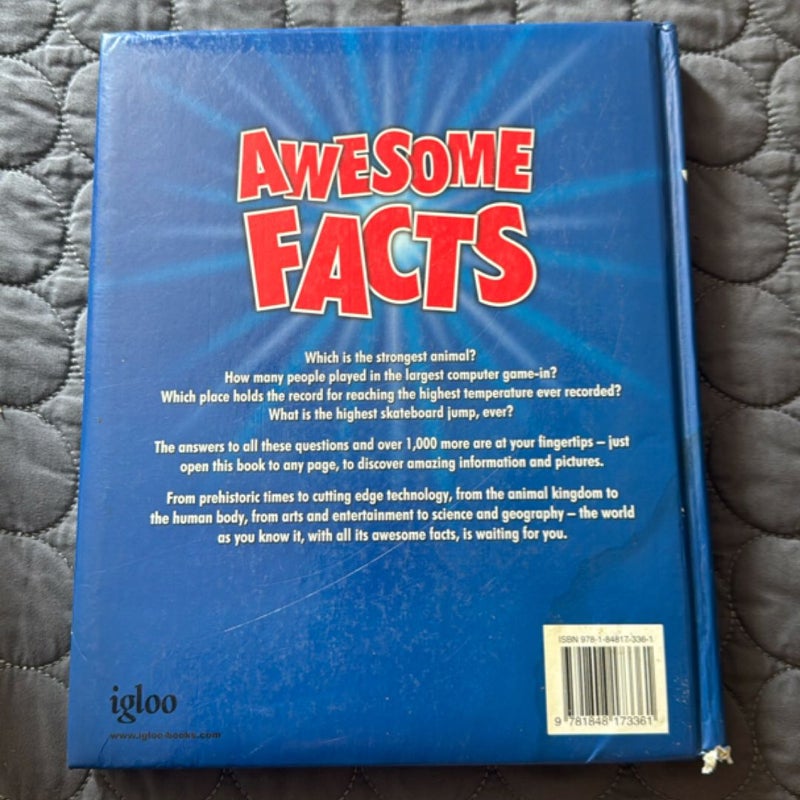 AWESOME
FACTS
Which is the strongest animal?
How many people played in the largest computer game-in?
Which place holds the record for reaching the highest temperature ever recorded?
What is the highest skateboard jump, ever?
The answers to all these questions and over 1,000 more are at your fingertips – just
open this book to any page, to discover amazing information and pictures.
From prehistoric times to cutting edge technology, from the animal kingdom to
the human body, from arts and entertainment to science and geography – the world
as you know it, with all its awesome facts, is waiting for you.
ISBN 978-1-84817-336-1
9 781848 173361
igloo
www.igloo-books.com